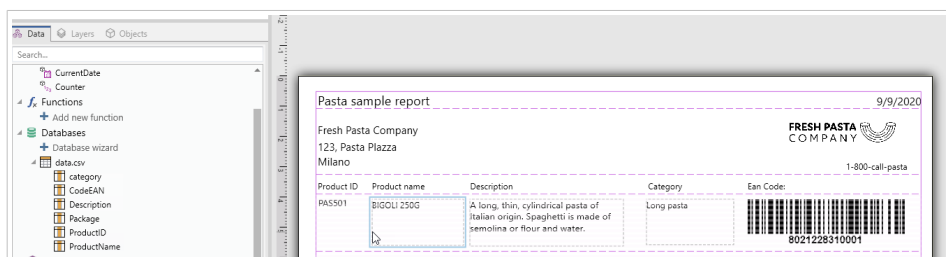 Data Layers Objects
Search...
CurrentDate
Counter
Functions
Add new function
Databases
Database wizard
data.csv
category
CodeEAN
Description
Package
ProductID
ProductName
Pasta sample report 9/9/2020
Fresh Pasta Company
123, Pasta Plazza
Milano
FRESH PASTA
COMPANY
1-800-call-pasta
Product ID Product name Description Category Ean Code:
PAS501 BIGOLI 250G A long, thin, cylindrical pasta of Long pasta
Italian origin. Spaghetti is made of
semolina or flour and water.
8021228310001